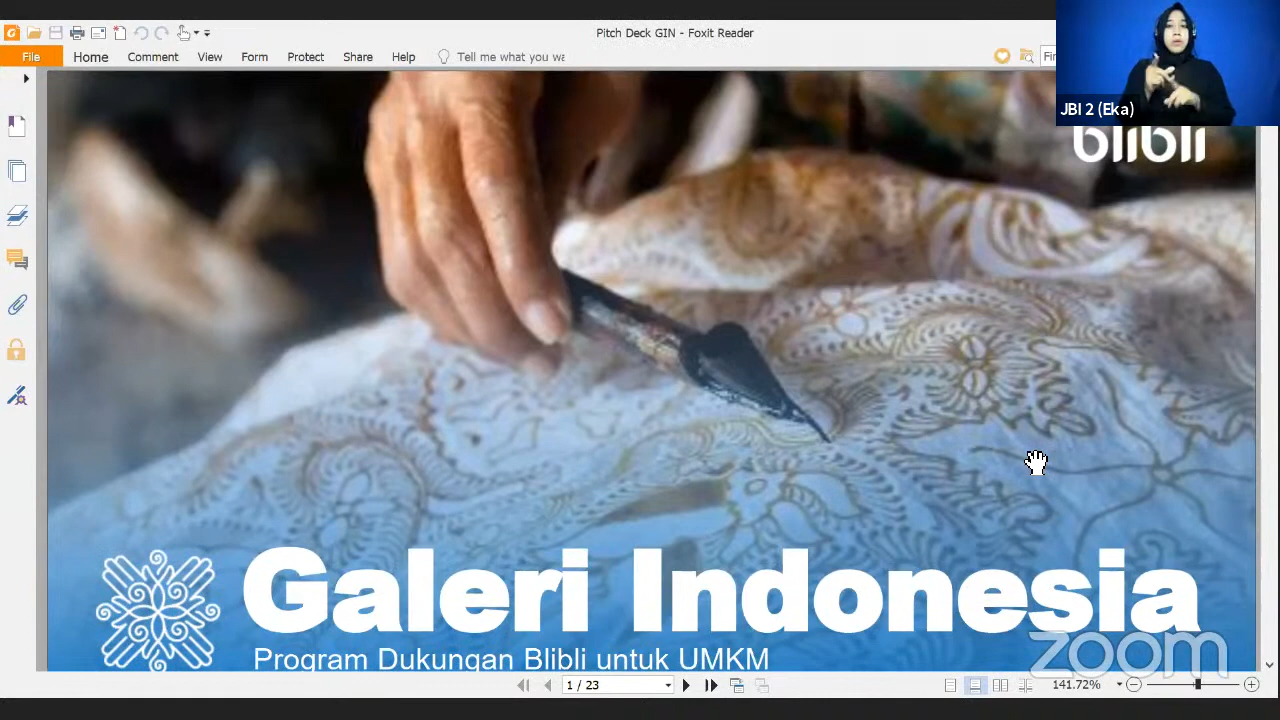 Pitch Deck GIN - Foxit Reader
File Home Comment View Form Protect Share Help Tell me what you wa
Fin
JBI 2 (Eka)
blibli
Galeri Indonesia
Program Dukungan Blibli untuk UMKM
zoom
1 / 23
141.72%